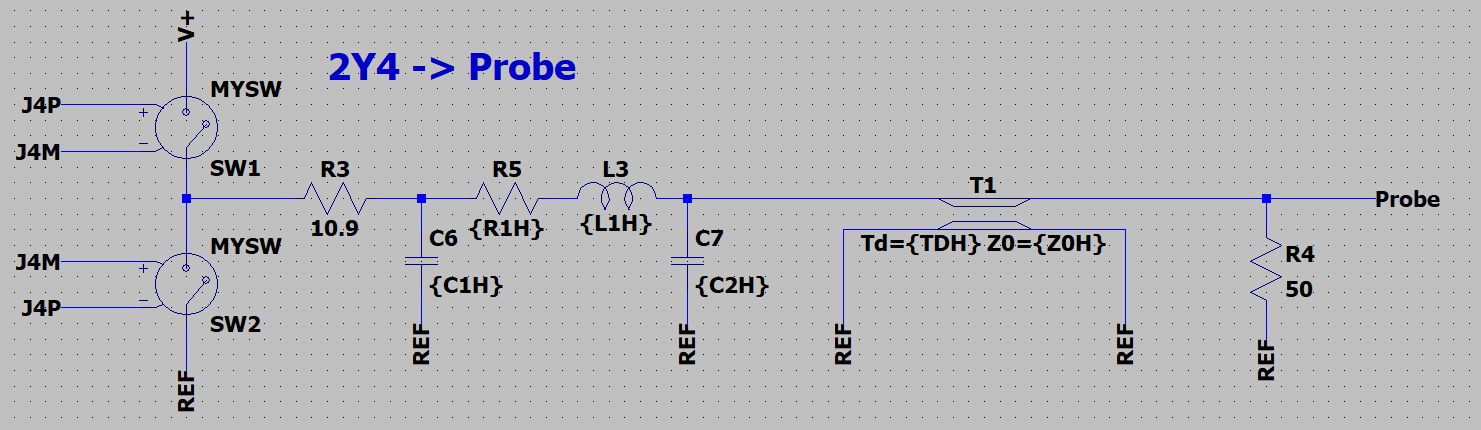 V+
2Y4 -> Probe
MYSW
J4P
+
−
J4M
SW1
R3
10.9
R5
{R1H}
L3
{L1H}
T1
Td={TDH} Z0={Z0H}
Probe
MYSW
J4M
+
−
J4P
SW2
C6
{C1H}
C7
{C2H}
R4
50
REF
REF
REF
REF
REF
REF